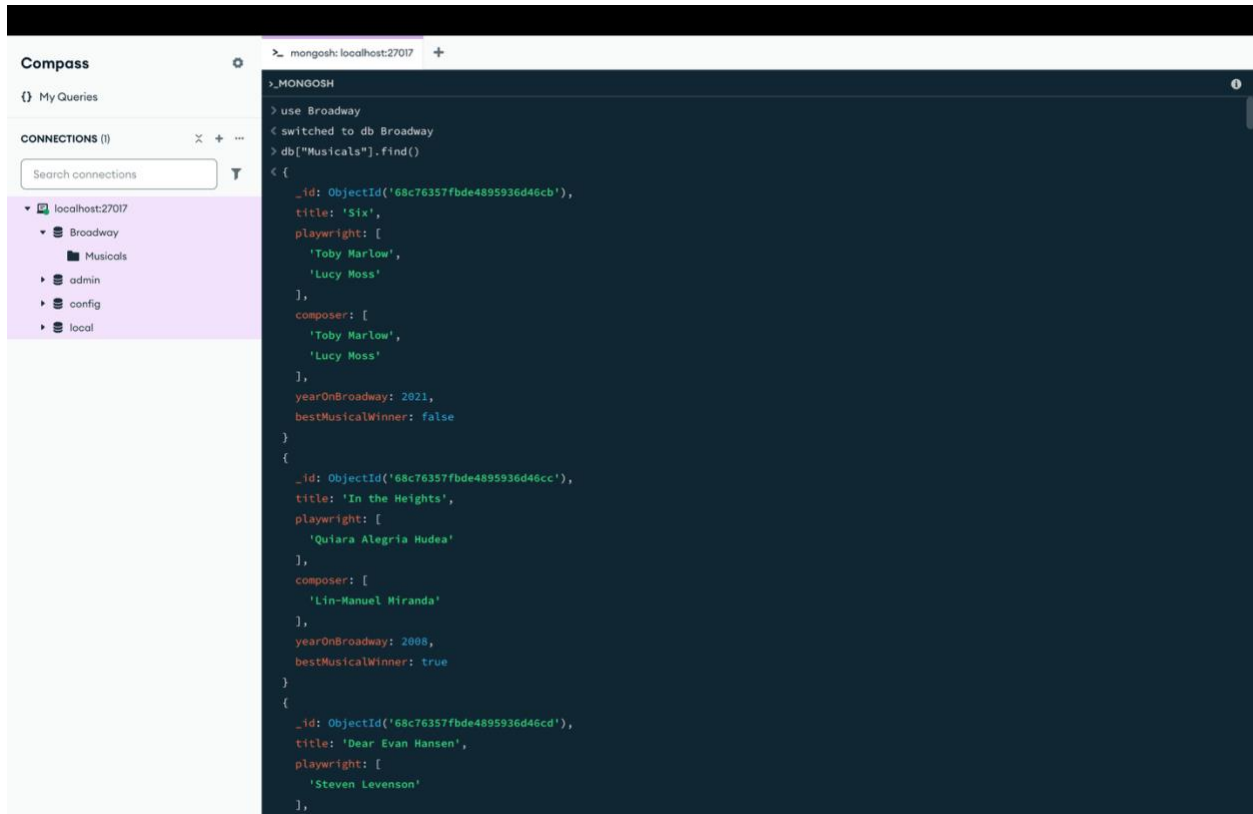 Compass
{} My Queries
CONNECTIONS (1)
Search connections
localhost:27017
Broadway
Musicals
admin
config
local
>_ mongosh: localhost:27017 +
>_MONGOSH
> use Broadway
< switched to db Broadway
> db["Musicals"].find()
< {
_id: ObjectId('68c76357fbde4895936d46cb'),
title: 'Six',
playwright: [
'Toby Marlow',
'Lucy Moss'
],
composer: [
'Toby Marlow',
'Lucy Moss'
],
yearOnBroadway: 2021,
bestMusicalWinner: false
}
{
_id: ObjectId('68c76357fbde4895936d46cc'),
title: 'In the Heights',
playwright: [
'Quiara Alegria Hudea'
],
composer: [
'Lin-Manuel Miranda'
],
yearOnBroadway: 2008,
bestMusicalWinner: true
}
{
_id: ObjectId('68c76357fbde4895936d46cd'),
title: 'Dear Evan Hansen',
playwright: [
'Steven Levenson'
],